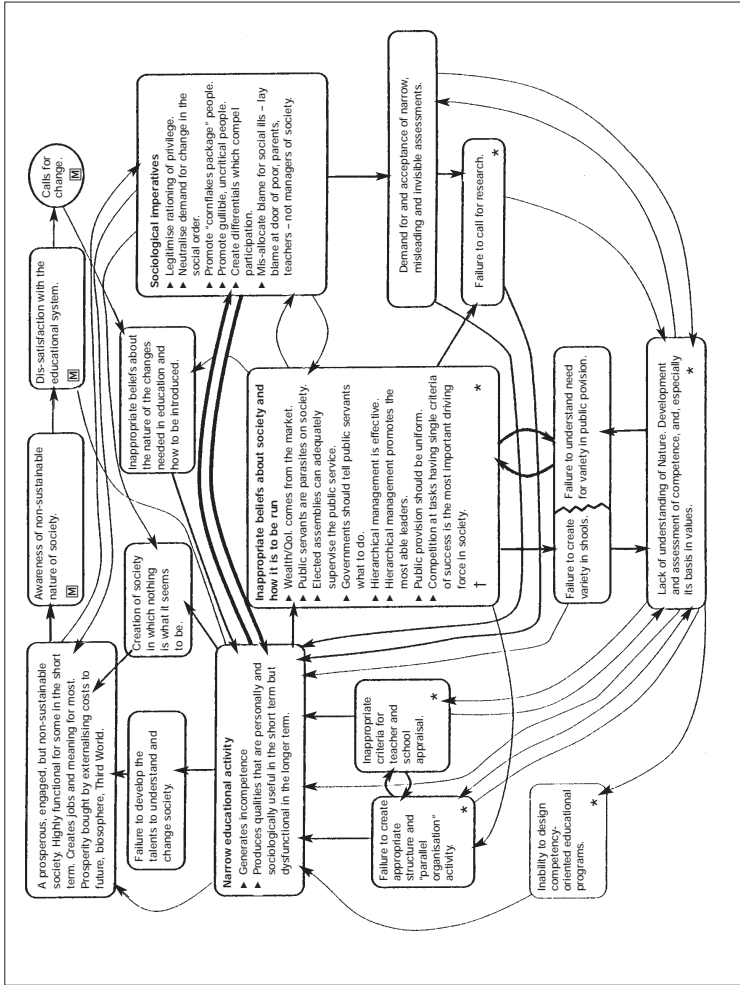 A prosperous, engaged, but non-sustainable
society. Highly functional for some in the short
term. Creates jobs and meaning for most.
Prosperity bought by externalising costs to
future, biosphere, Third World.
Awareness of non-sustainable
nature of society.
M
Dis-satisfaction with the
educational system.
M
Calls for
change.
M
Failure to develop the
talents to understand and
change society.
Creation of society
in which nothing
is what it seems
to be.
Inappropriate beliefs about
the nature of the changes
needed in education and
how to be introduced.
Sociological imperatives
► Legitimise rationing of privilege.
► Neutralise demand for change in the
social order.
► Promote "cornflakes package" people.
► Promote gullible, uncritical people.
► Create differentials which compel
participation.
► Mis-allocate blame for social ills – lay
blame at door of poor, parents,
teachers – not managers of society.
Narrow educational activity
► Generates incompetence
► Produces qualities that are personally and
sociologically useful in the short term but
dysfunctional in the longer term.
Inappropriate beliefs about society and
how it is to be run
► Wealth/Qol. comes from the market.
► Public servants are parasites on society.
► Elected assemblies can adequately
supervise the public service.
► Governments should tell public servants
what to do.
► Hierarchical management is effective.
► Hierarchical management promotes the
most able leaders.
► Public provision should be uniform.
► Competition at tasks having single criteria
of success is the most important driving
force in society.
†
*
Demand for and acceptance of narrow,
misleading and invisible assessments.
Failure to call for research.
*
Inappropriate
criteria for
teacher and
school
appraisal.
*
Failure to create
appropriate
structure and
"parallel
organisation"
activity.
*
Failure to create
variety in schools.
Failure to understand need
for variety in public povision.
Inability to design
competency-
oriented educational
programs.
*
Lack of understanding of Nature. Development
and assessment of competence, and, especially
its basis in values.
*